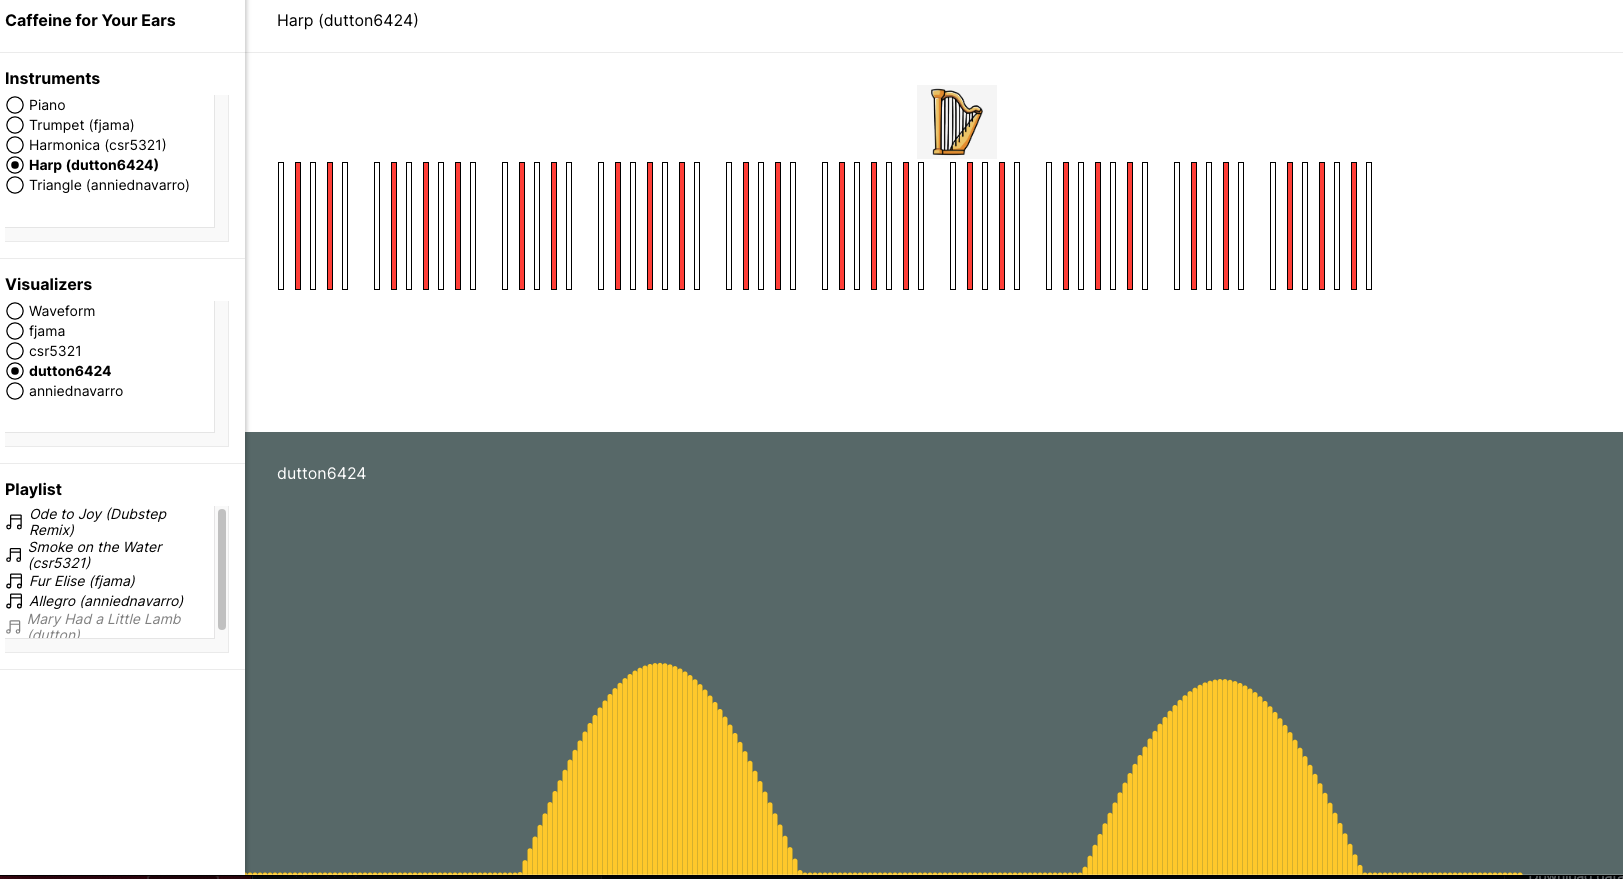 Caffeine for Your Ears
Harp (dutton6424)
Instruments
Piano
Trumpet (fjama)
Harmonica (csr5321)
Harp (dutton6424)
Triangle (anniednavarro)
Visualizers
Waveform
fjama
csr5321
dutton6424
anniednavarro
Playlist
Ode to Joy (Dubstep
Remix)
Smoke on the Water
(csr5321)
Fur Elise (fjama)
Allegro (anniednavarro)
Mary Had a Little Lamb
(dutton)
dutton6424